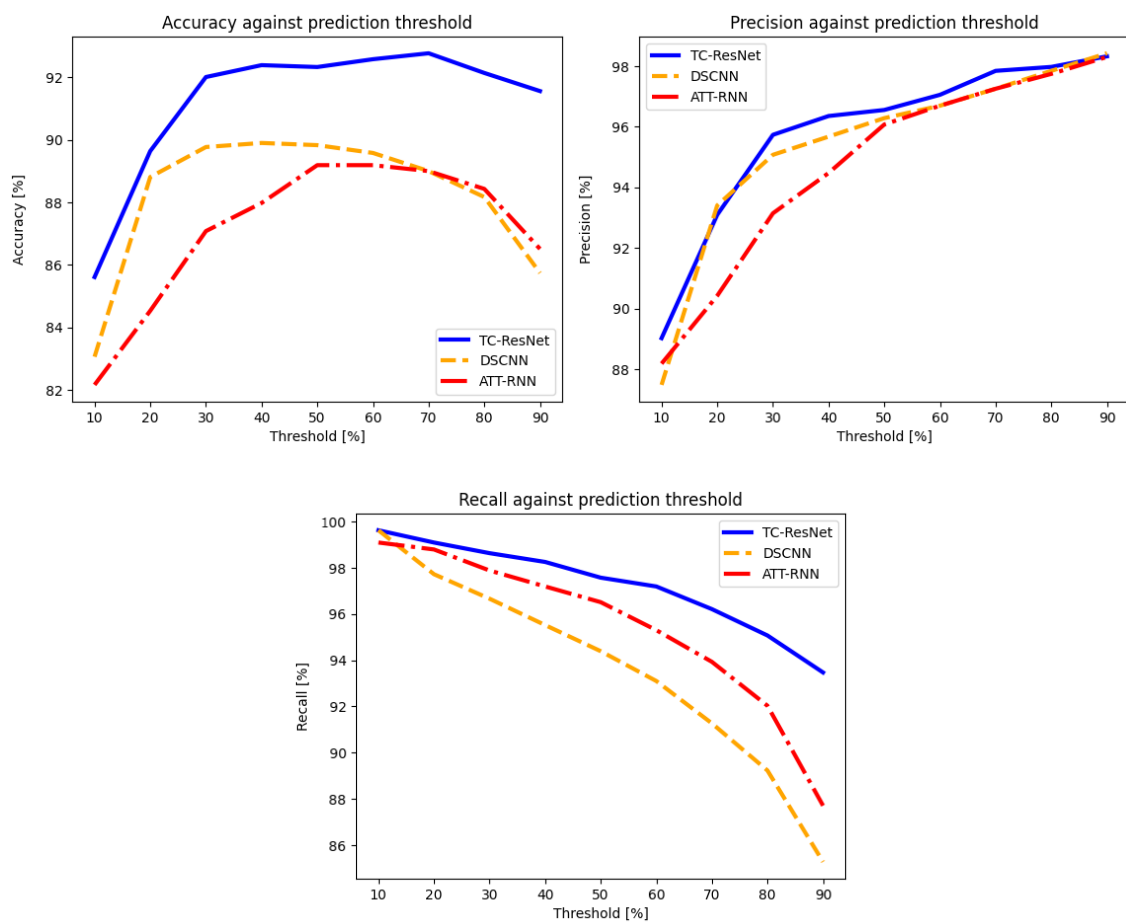 Accuracy against prediction threshold
Accuracy [%]
92
90
88
86
84
82
TC-ResNet
DSCNN
ATT-RNN
10 20 30 40 50 60 70 80 90
Threshold [%]
Precision against prediction threshold
Precision [%]
98
96
94
92
90
88
TC-ResNet
DSCNN
ATT-RNN
10 20 30 40 50 60 70 80 90
Threshold [%]
Recall against prediction threshold
Recall [%]
100
98
96
94
92
90
88
86
TC-ResNet
DSCNN
ATT-RNN
10 20 30 40 50 60 70 80 90
Threshold [%]